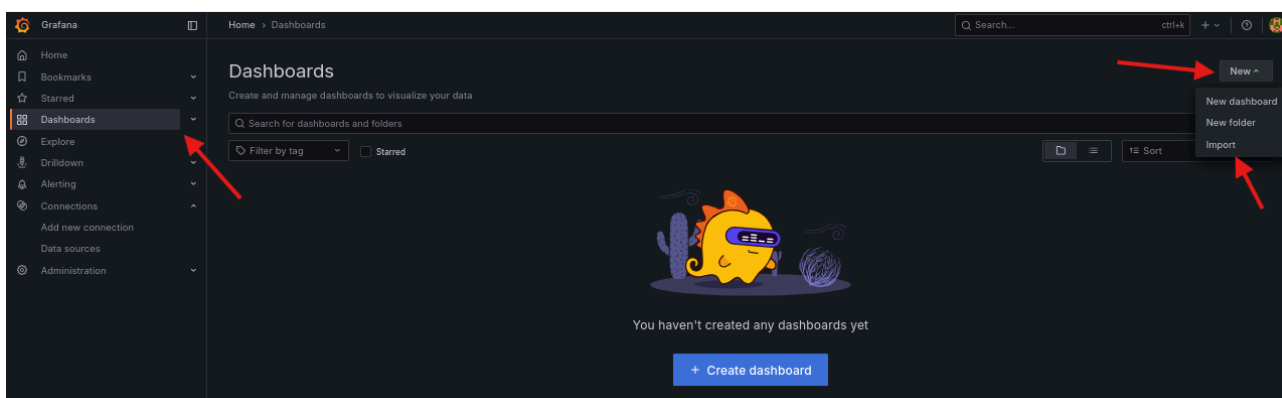 Grafana
Home > Dashboards
Search...
ctrl+k
Home
Bookmarks
Starred
Dashboards
Explore
Drilldown
Alerting
Connections
Add new connection
Data sources
Administration
Dashboards
Create and manage dashboards to visualize your data
New
New dashboard
New folder
Import
Search for dashboards and folders
Filter by tag
Starred
Sort
You haven't created any dashboards yet
+ Create dashboard